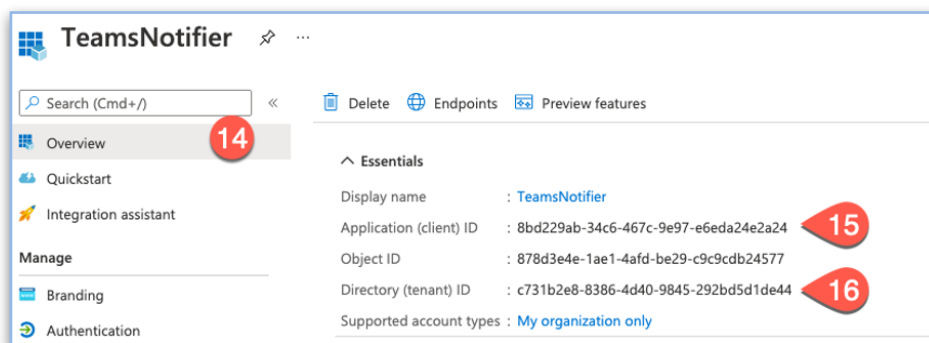 TeamsNotifier
Search (Cmd+/)
«
Delete Endpoints Preview features
Overview
14
Quickstart
Integration assistant
Manage
Branding
Authentication
Essentials
Display name : TeamsNotifier
Application (client) ID : 8bd229ab-34c6-467c-9e97-e6eda24e2a24
15
Object ID : 878d3e4e-1ae1-4afd-be29-c9c9cdb24577
Directory (tenant) ID : c731b2e8-8386-4d40-9845-292bd5d1de44
16
Supported account types : My organization only